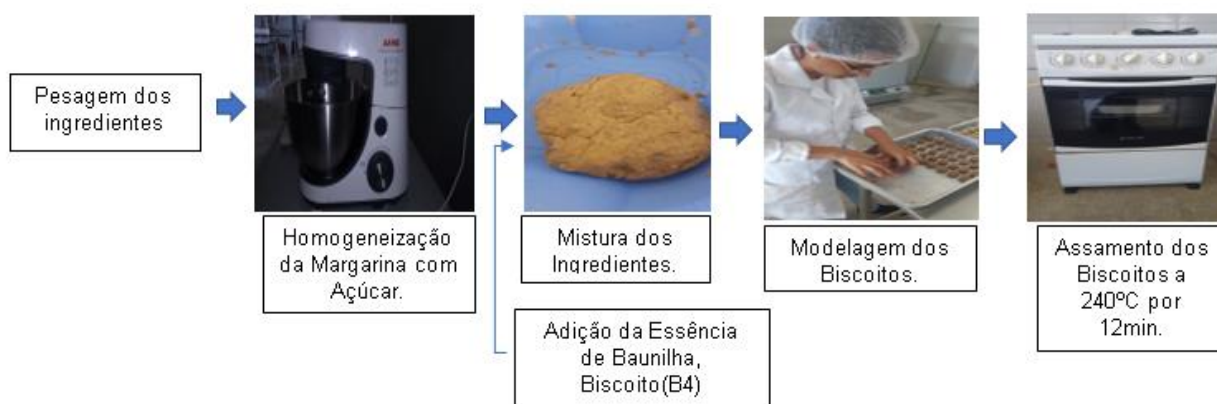 Pesagem dos
ingredientes
Homogeneização
da Margarina com
Açúcar.
Mistura dos
Ingredientes.
Adição da Essência
de Baunilha,
Biscoito(B4)
Modelagem dos
Biscoitos.
Assamento dos
Biscoitos a
240ºC por
12min.